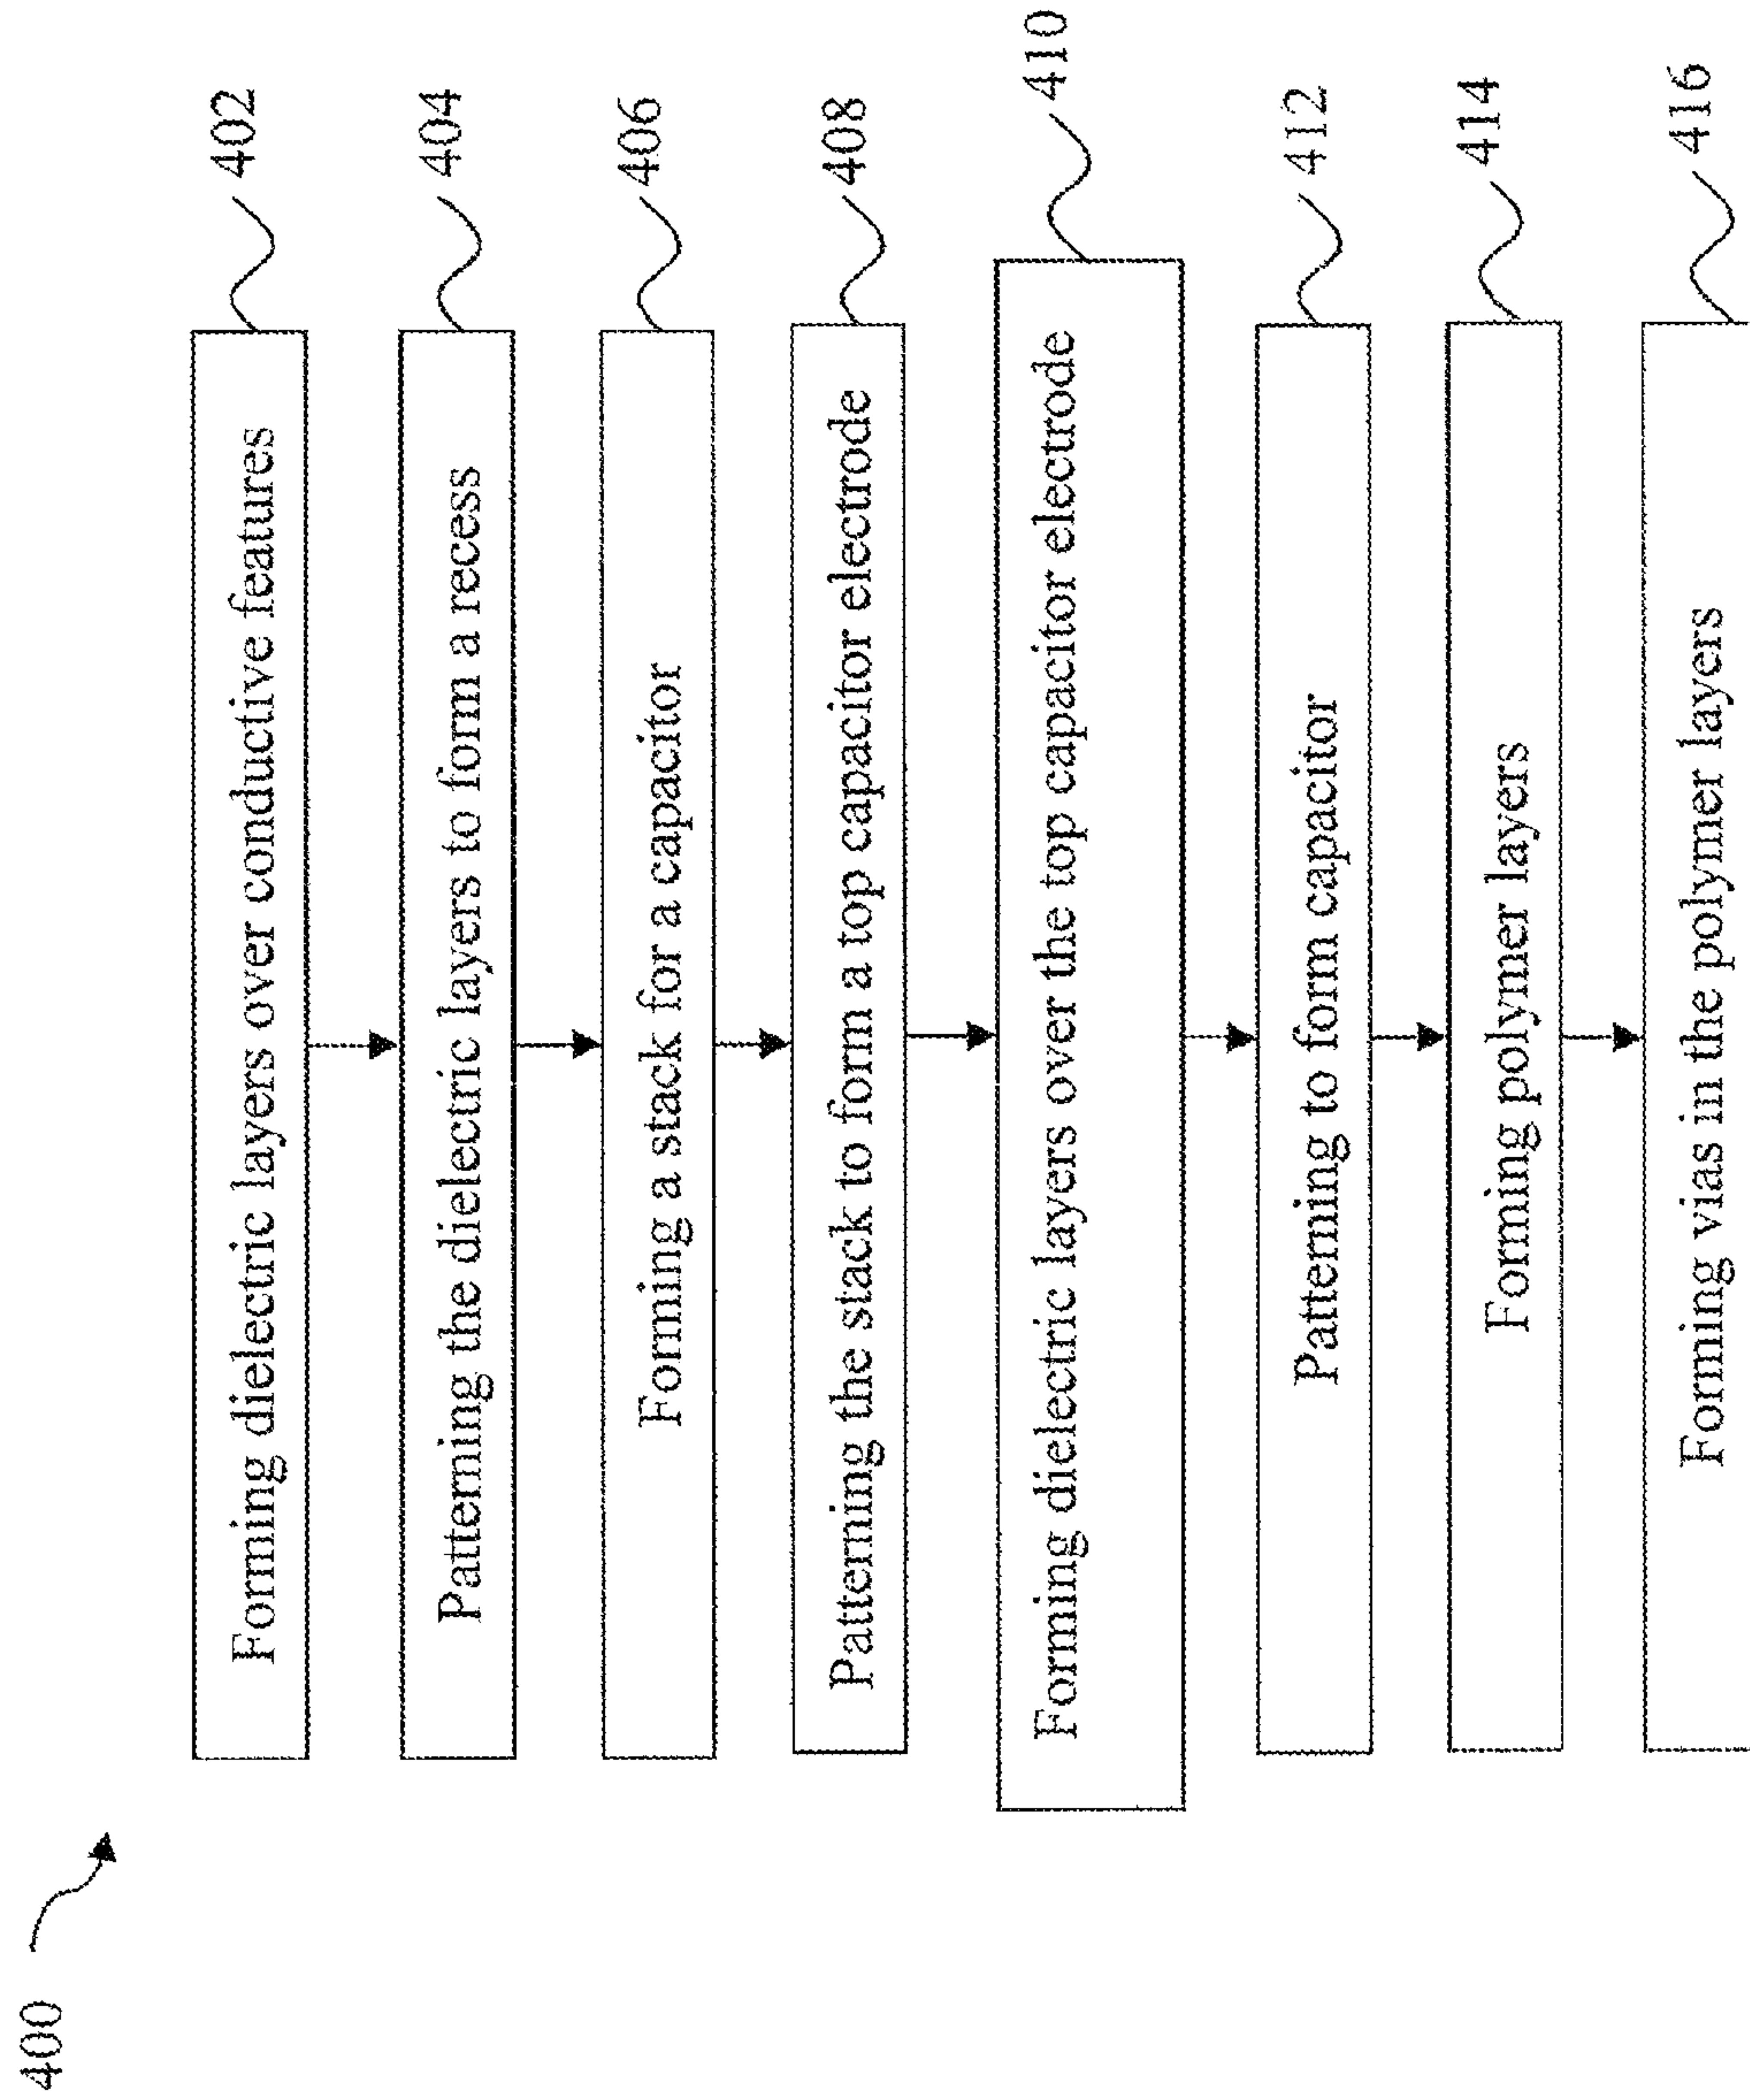 400
Forming dielectric layers over conductive features
402
Patterning the dielectric layers to form a recess
404
Forming a stack for a capacitor
406
Patterning the stack to form a top capacitor electrode
408
Forming dielectric layers over the top capacitor electrode
410
Patterning to form capacitor
412
Forming polymer layers
414
Forming vias in the polymer layers
416